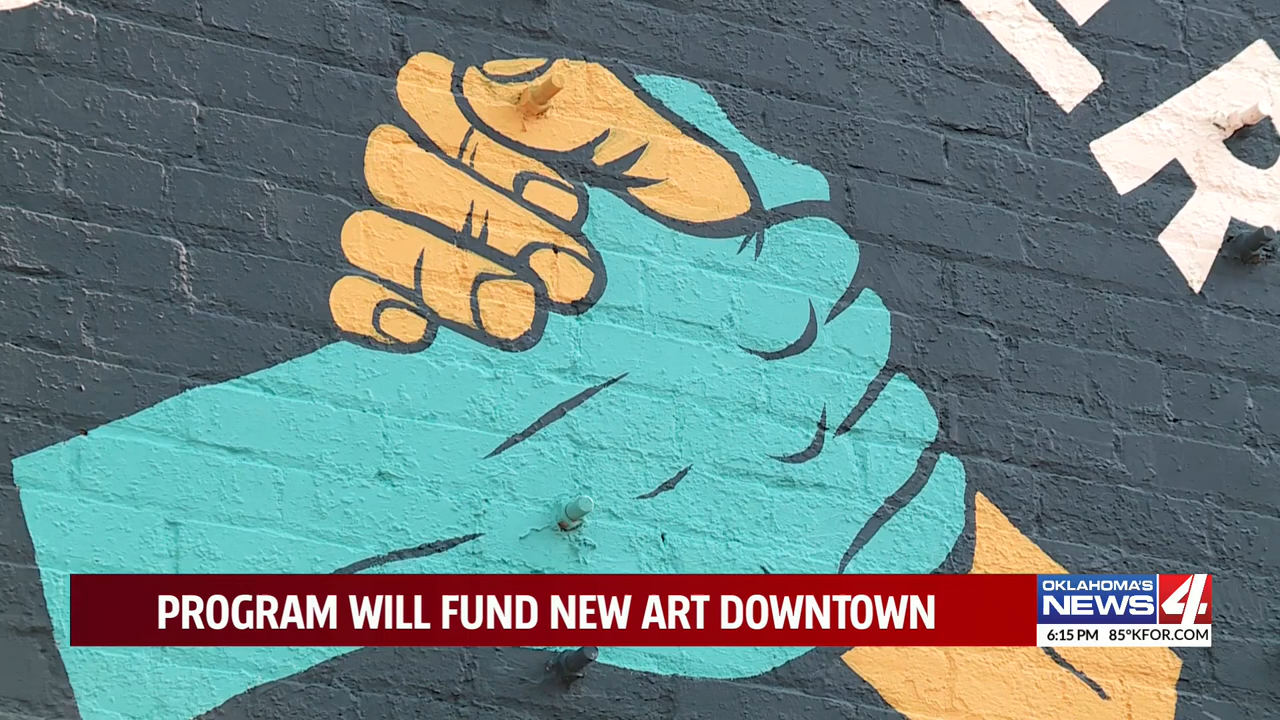 PROGRAM WILL FUND NEW ART DOWNTOWN
OKLAHOMA'S
NEWS 4
6:15 PM 85° KFOR.COM